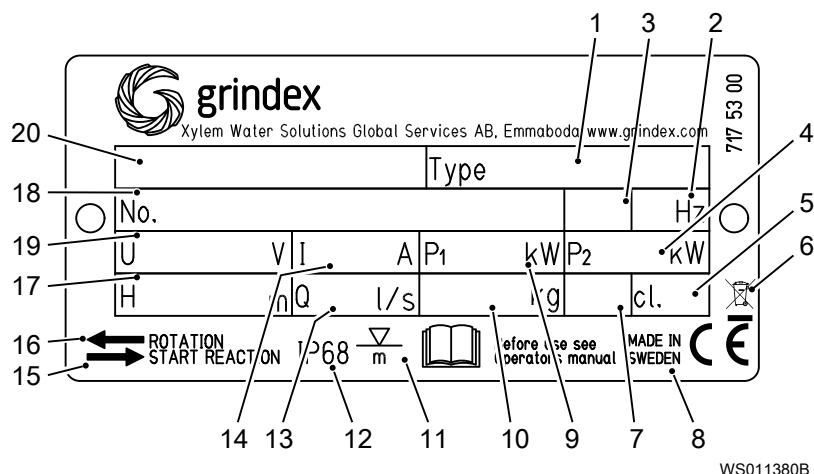 1 3 2
grindex
Xylem Water Solutions Global Services AB, Emmaboda www.grindex.com
717 53 00
20
4
Type
18
No. Hz
5
19
U V I A P1 kW P2 kW
6
17
H m Q l/s kg cl.
16
ROTATION
START REACTION
IP68
m
Before use see
Operators manual
MADE IN
SWEDEN
CE
15
14 13 12 11 10 9 7 8
WS011380B